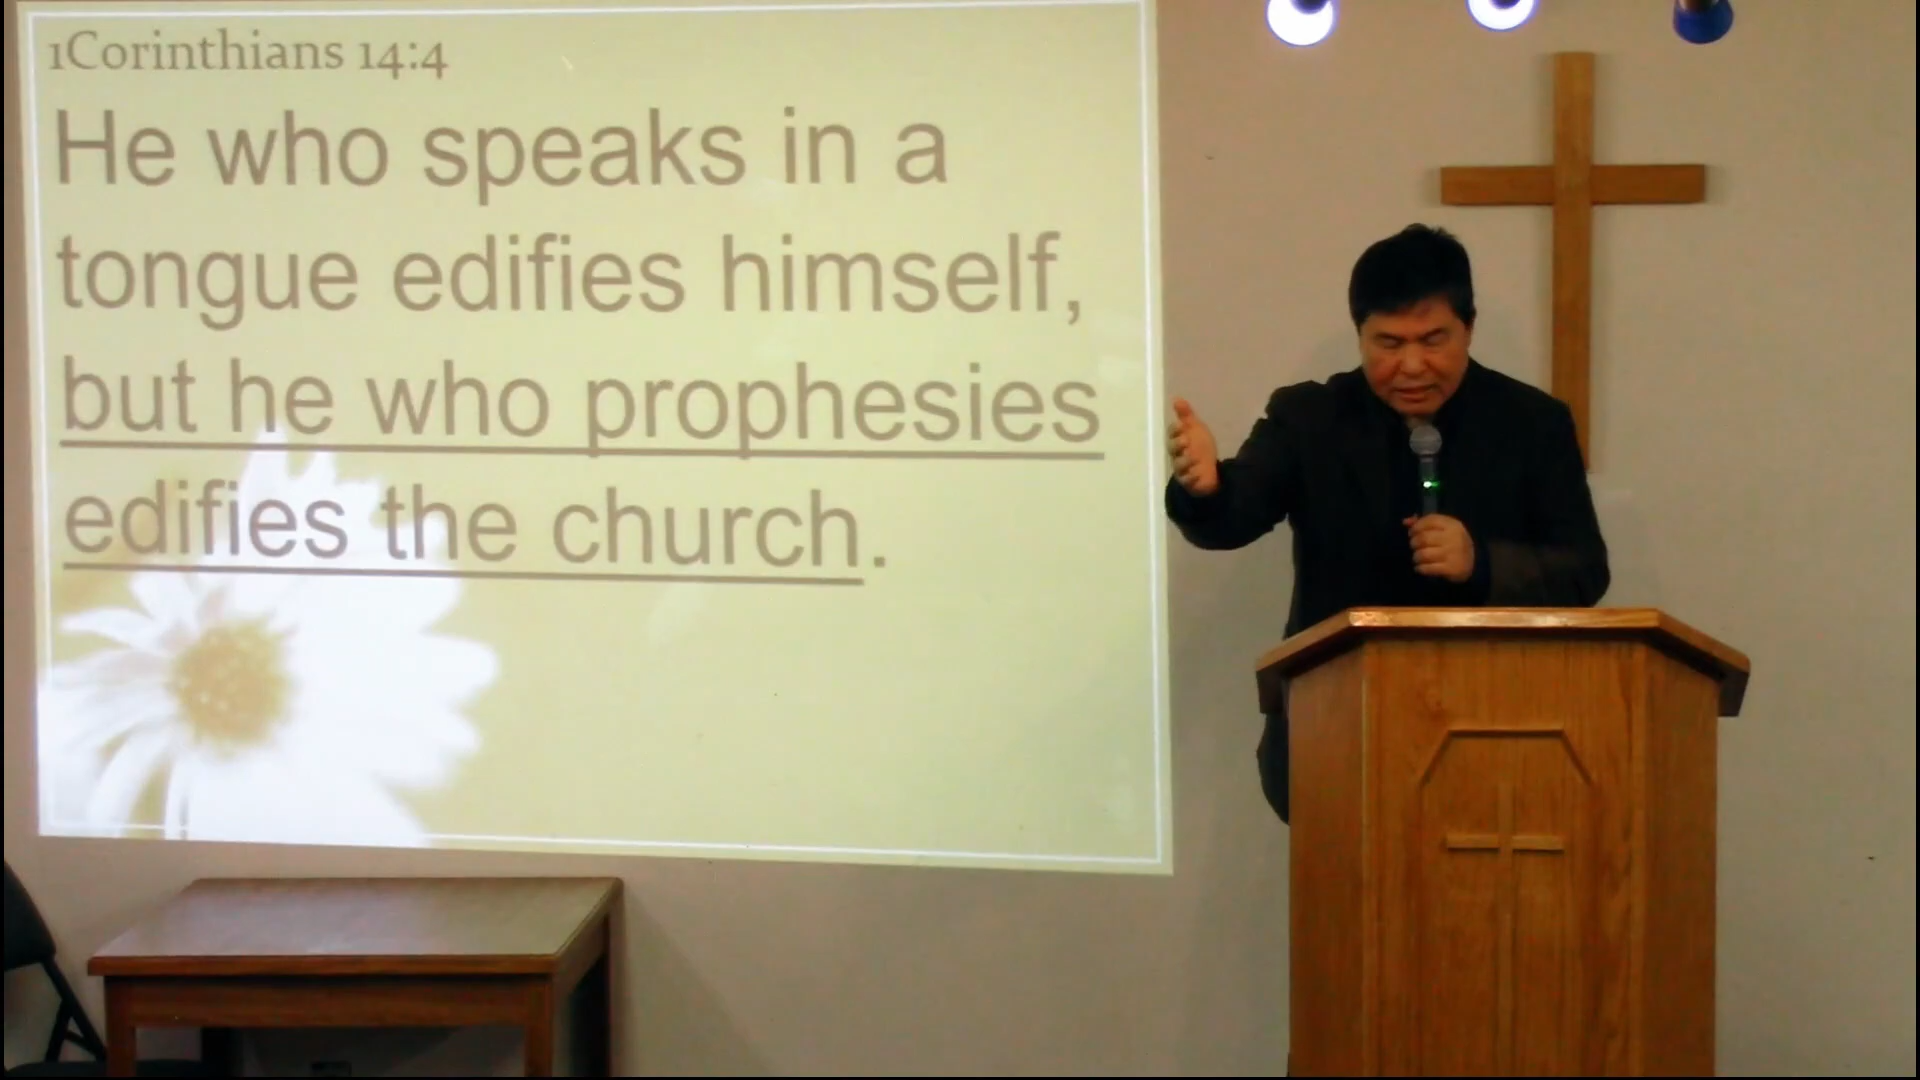 1Corinthians 14:4
He who speaks in a
tongue edifies himself,
but he who prophesies
edifies the church.